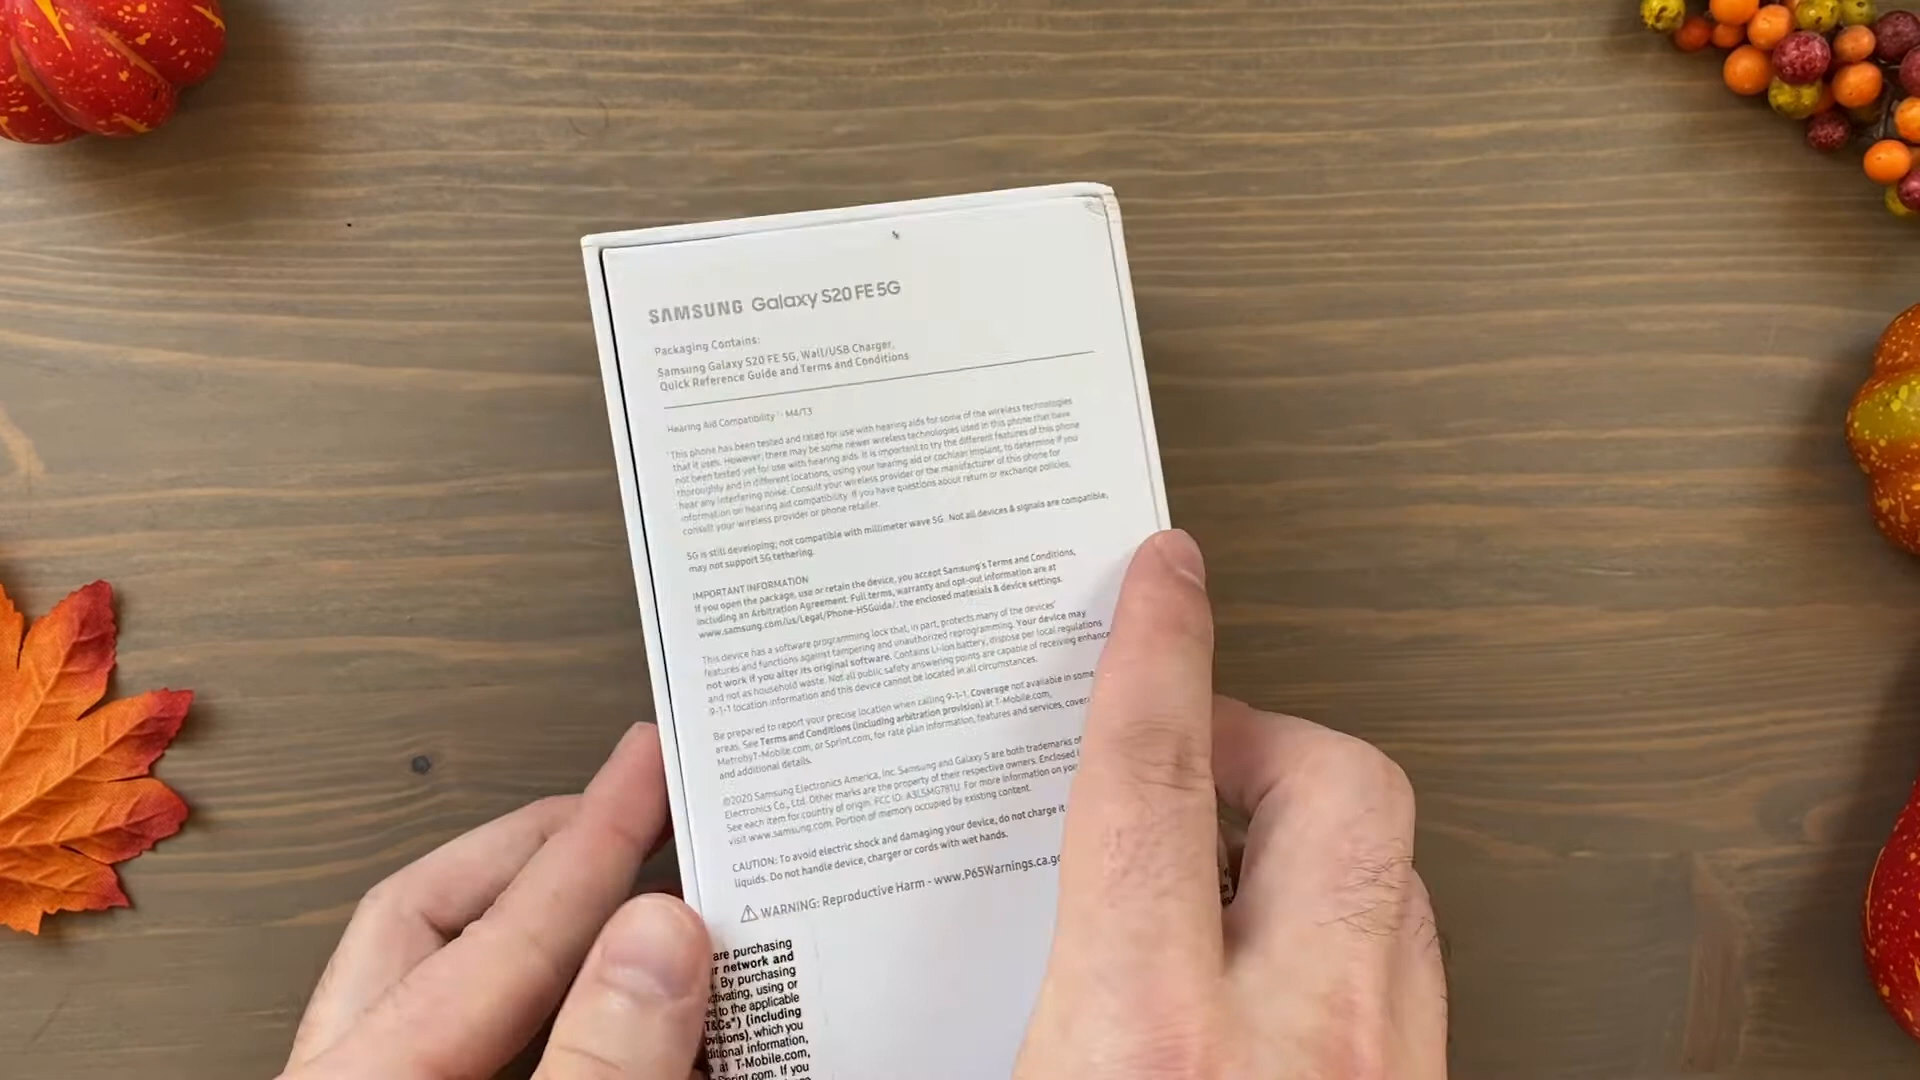 SAMSUNG Galaxy S20 FE 5G
Packaging Contains:
Samsung Galaxy S20 FE 5G, Wall/USB Charger,
Quick Reference Guide and Terms and Conditions
Hearing Aid Compatibility¹: M4/T3
¹This phone has been tested and rated for use with hearing aids for some of the wireless technologies
that it uses. However, there may be some newer wireless technologies used in this phone that have
not been tested yet for use with hearing aids. It is important to try the different features of this phone
thoroughly and in different locations, using your hearing aid or cochlear implant, to determine if you
hear any interfering noise. Consult your wireless provider or the manufacturer of this phone for
information on hearing aid compatibility. If you have questions about return or exchange policies,
consult your wireless provider or phone retailer.
5G is still developing; not compatible with millimeter wave 5G. Not all devices & signals are compatible,
may not support 5G tethering.
IMPORTANT INFORMATION
If you open the package, use or retain the device, you accept Samsung's Terms and Conditions,
including an Arbitration Agreement. Full terms, warranty and opt-out information are at
www.samsung.com/us/Legal/Phone-HSGuide/, the enclosed materials & device settings.
This device has a software programming lock that, in part, protects many of the devices'
features and functions against tampering and unauthorized reprogramming. Your device may
not work if you alter its original software. Contains Li-ion battery, dispose per local regulations
and not as household waste. Not all public safety answering points are capable of receiving enhance
9-1-1 location information and this device cannot be located in all circumstances.
Be prepared to report your precise location when calling 9-1-1. Coverage not available in some
areas. See Terms and Conditions (including arbitration provision) at T-Mobile.com,
MetrobyT-Mobile.com, or Sprint.com, for rate plan information, features and services, cover
and additional details.
©2020 Samsung Electronics America, Inc. Samsung and Galaxy S are both trademarks of
Electronics Co., Ltd. Other marks are the property of their respective owners. Enclosed
See each item for country of origin. FCC ID: A3LSMG781U. For more information on you
visit www.samsung.com. Portion of memory occupied by existing content.
CAUTION: To avoid electric shock and damaging your device, do not charge it
liquids. Do not handle device, charger or cords with wet hands.
WARNING: Reproductive Harm - www.P65Warnings.ca.go
are purchasing
r network and
. By purchasing
ctivating, using or
ee to the applicable
T&Cs") (including
ovisions), which you
ditional information,
at T-Mobile.com,
Sprint.com. If you